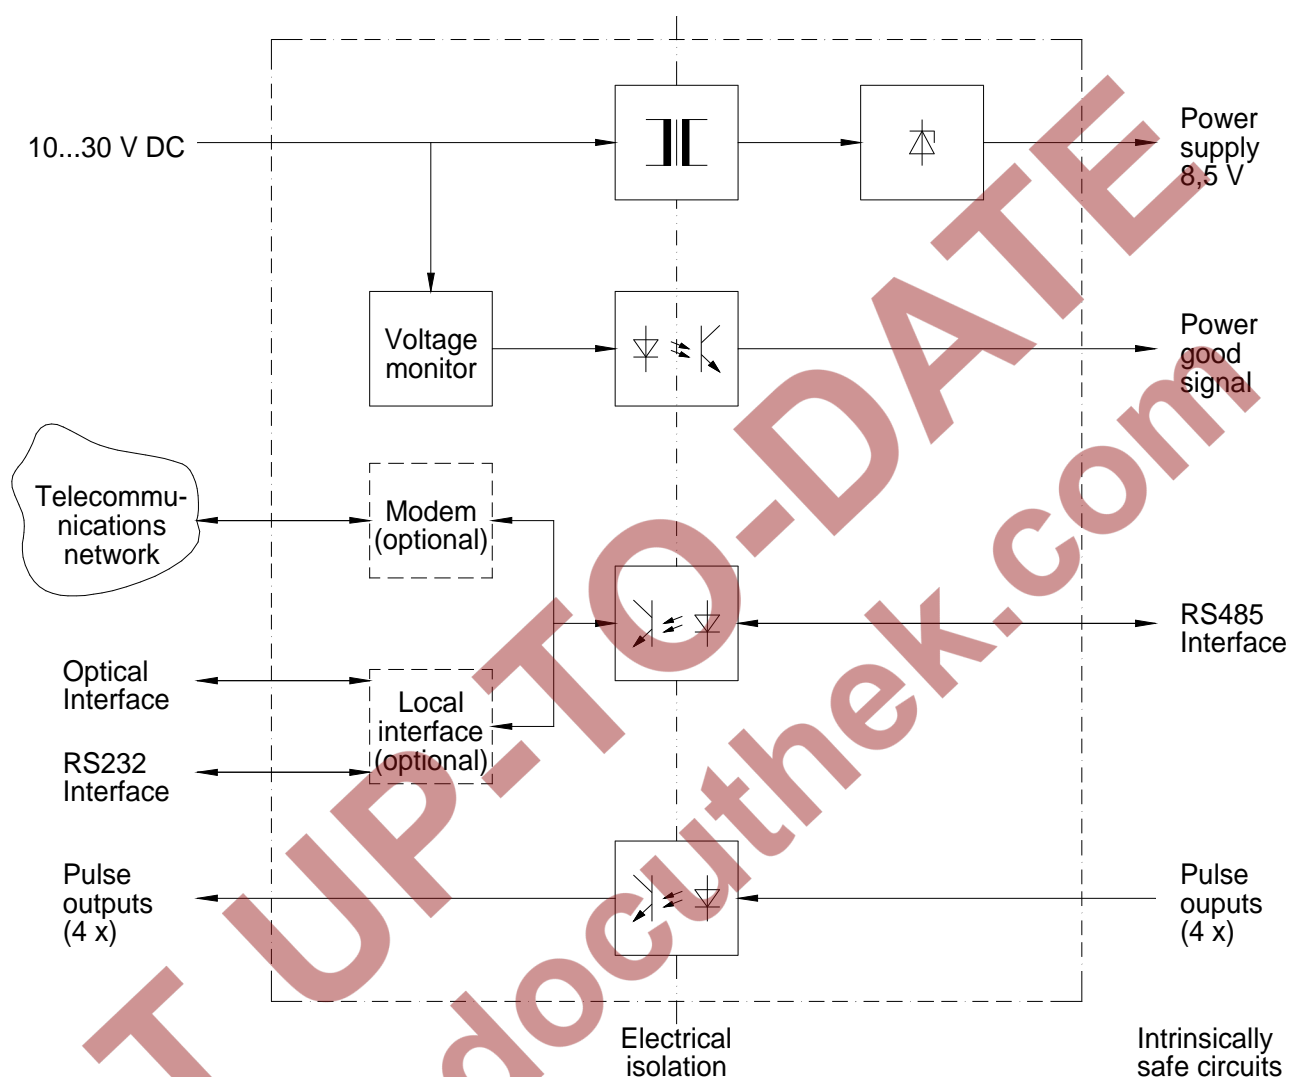 10...30 V DC
Power
supply
8,5 V
Voltage
monitor
Power
good
signal
Telecommu-
nications
network
Modem
(optional)
RS485
Interface
Optical
Interface
Local
interface
(optional)
RS232
Interface
Pulse
outputs
(4 x)
Pulse
ouputs
(4 x)
Electrical
isolation
Intrinsically
safe circuits
T UP-TO-DATE
docuthek.com